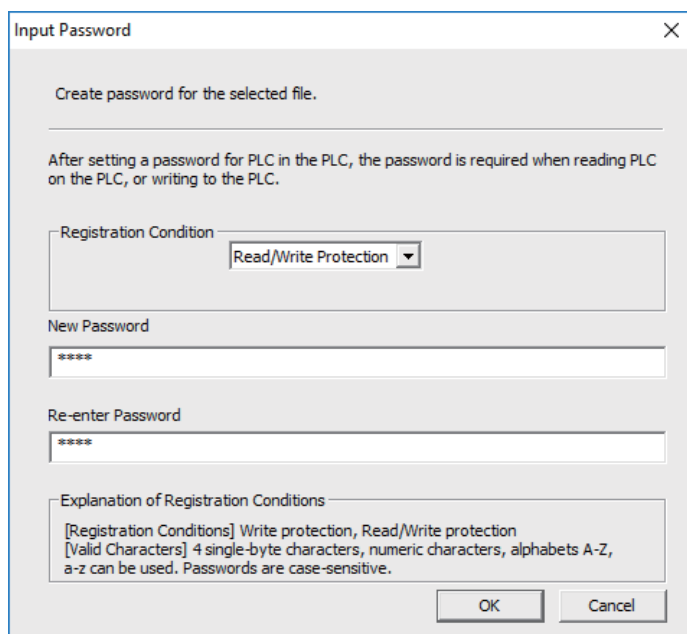 Input Password
Create password for the selected file.
After setting a password for PLC in the PLC, the password is required when reading PLC
on the PLC, or writing to the PLC.
Registration Condition
Read/Write Protection
New Password
****
Re-enter Password
****
Explanation of Registration Conditions
[Registration Conditions] Write protection, Read/Write protection
[Valid Characters] 4 single-byte characters, numeric characters, alphabets A-Z,
a-z can be used. Passwords are case-sensitive.
OK
Cancel